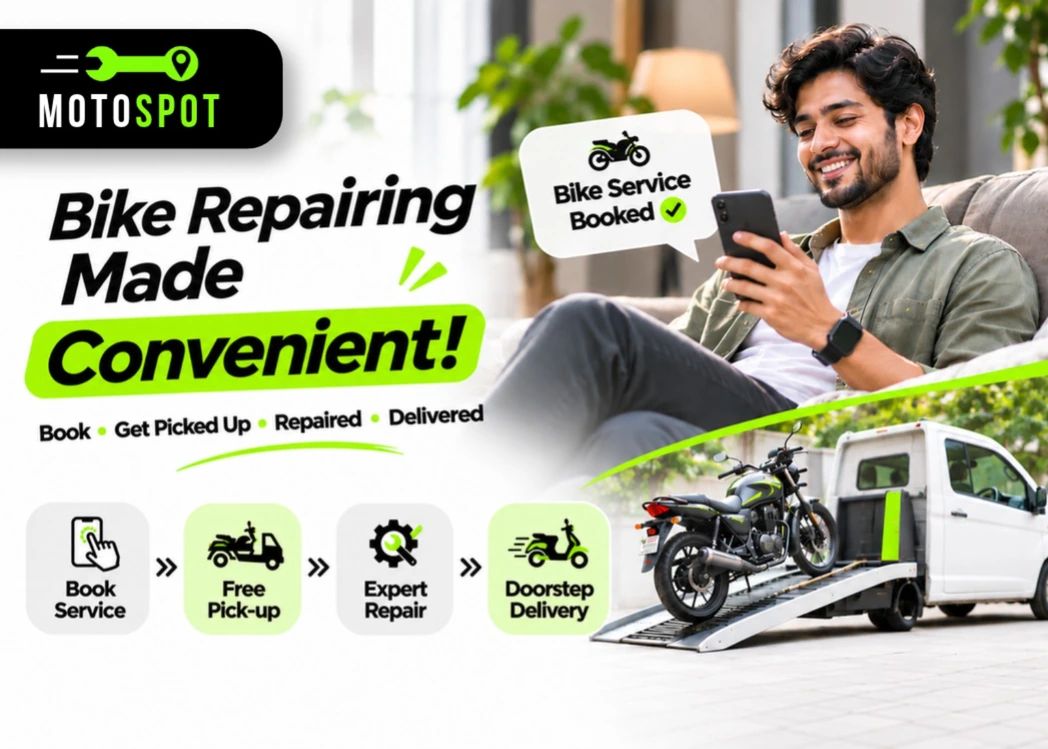 MOTOSPOT
Bike Repairing
Made
Convenient!
Book • Get Picked Up • Repaired • Delivered
Bike Service
Booked
Book
Service
Free
Pick-up
Expert
Repair
Doorstep
Delivery